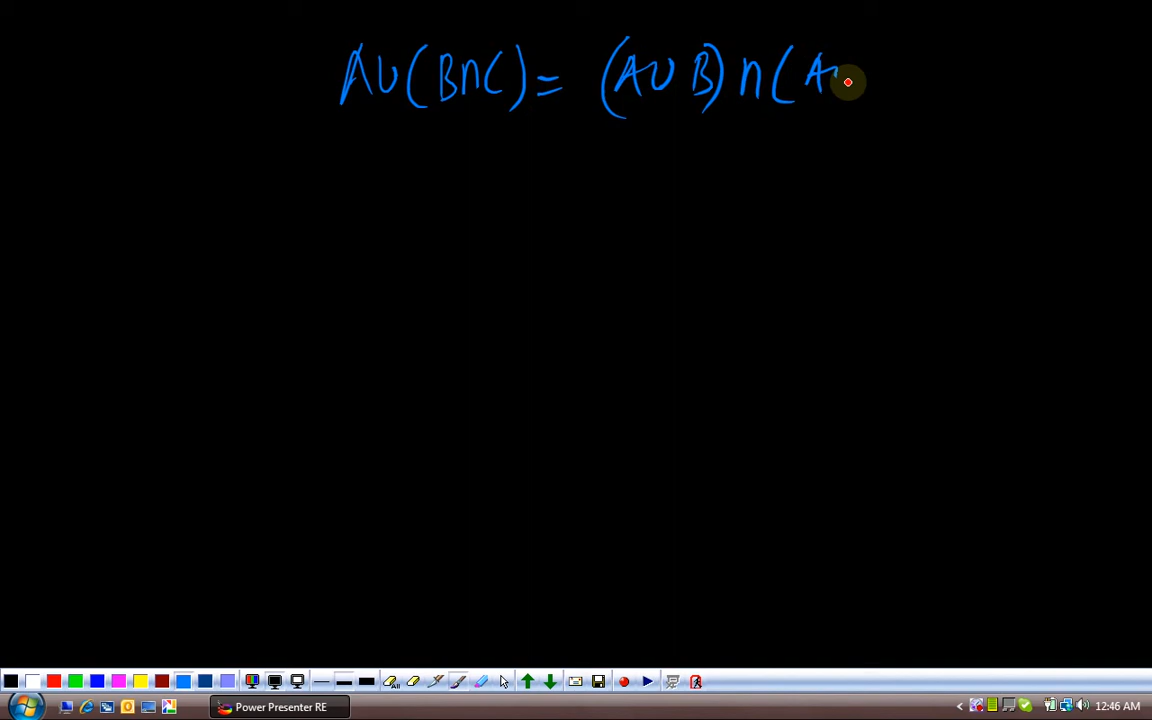 A∪(B∩C) = (A∪B)∩(A
Power Presenter RE
12:46 AM